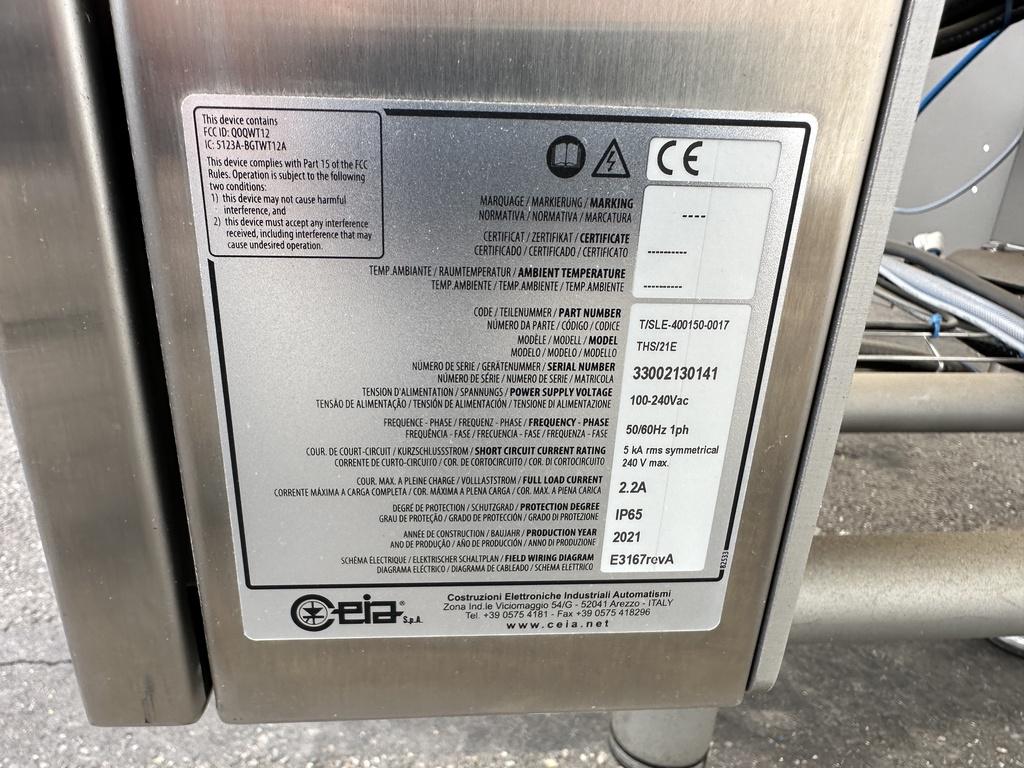 This device contains
FCC ID: QOQWT12
IC: 5123A-BGTWT12A
This device complies with Part 15 of the FCC
Rules. Operation is subject to the following
two conditions:
1) this device may not cause harmful
interference, and
2) this device must accept any interference
received, including interference that may
cause undesired operation.
CE
MARQUAGE / MARKIERUNG / MARKING
NORMATIVA / NORMATIVA / MARCATURA
----
CERTIFICAT / ZERTIFIKAT / CERTIFICATE
CERTIFICADO / CERTIFICADO / CERTIFICATO
----------
TEMP.AMBIANTE / RAUMTEMPERATUR / AMBIENT TEMPERATURE
TEMP.AMBIENTE / TEMP.AMBIENTE / TEMP.AMBIENTE
----------
CODE / TEILENUMMER / PART NUMBER
NÚMERO DA PARTE / CÓDIGO / CODICE
T/SLE-400150-0017
MODÈLE / MODELL / MODEL
MODELO / MODELO / MODELLO
THS/21E
NÚMERO DE SERIE / GERÄTENUMMER / SERIAL NUMBER
NÚMERO DE SÉRIE / NUMERO DE SERIE / MATRICOLA
33002130141
TENSION D'ALIMENTATION / SPANNUNGS / POWER SUPPLY VOLTAGE
TENSÃO DE ALIMENTAÇÃO / TENSIÓN DE ALIMENTACIÓN / TENSIONE DI ALIMENTAZIONE
100-240Vac
FREQUENCE - PHASE / FREQUENZ - PHASE / FREQUENCY - PHASE
FREQUÊNCIA - FASE / FRECUENCIA - FASE / FREQUENZA - FASE
50/60Hz 1ph
COUR. DE COURT-CIRCUIT / KURZSCHLUSSSTROM / SHORT CIRCUIT CURRENT RATING
CORRENTE DE CURTO-CIRCUITO / COR. DE CORTOCIRCUITO / COR. DI CORTOCIRCUITO
5 kA rms symmetrical
240 V max.
COUR. MAX. A PLEINE CHARGE / VOLLLASTSTROM / FULL LOAD CURRENT
CORRENTE MÁXIMA A CARGA COMPLETA / COR. MÁXIMA A PLENA CARGA / COR. MAX. A PIENA CARICA
2.2A
DEGRÉ DE PROTECTION / SCHUTZGRAD / PROTECTION DEGREE
GRAU DE PROTEÇÃO / GRADO DE PROTECCIÓN / GRADO DI PROTEZIONE
IP65
ANNÉE DE CONSTRUCTION / BAUJAHR / PRODUCTION YEAR
ANO DE PRODUÇÃO / AÑO DE PRODUCCIÓN / ANNO DI PRODUZIONE
2021
SCHÉMA ÉLECTRIQUE / ELEKTRISCHER SCHALTPLAN / FIELD WIRING DIAGRAM
DIAGRAMA ELÉCTRICO / DIAGRAMA DE CABLEADO / SCHEMA ELETTRICO
E3167revA
82533
Ceia® S.p.A.
Costruzioni Elettroniche Industriali Automatismi
Zona Ind.le Viciomaggio 54/G - 52041 Arezzo - ITALY
Tel. +39 0575 4181 - Fax +39 0575 418296
www.ceia.net